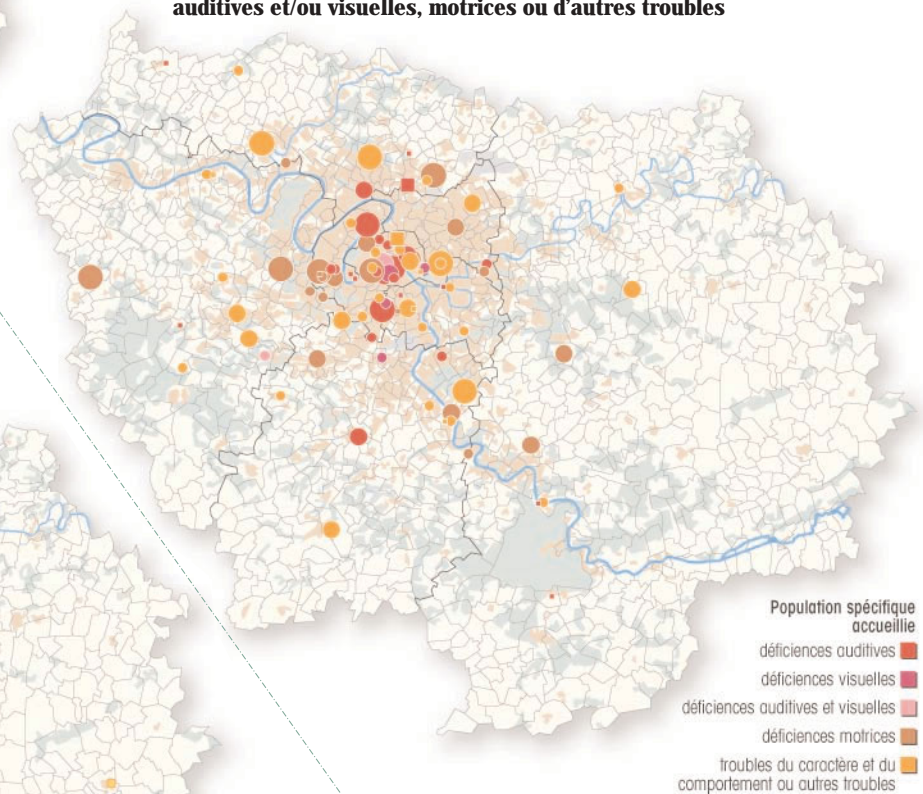 auditives et/ou visuelles, motrices ou d'autres troubles
Population spécifique
accueillie
déficiences auditives
déficiences visuelles
déficiences auditives et visuelles
déficiences motrices
troubles du caractère et du
comportement ou autres troubles